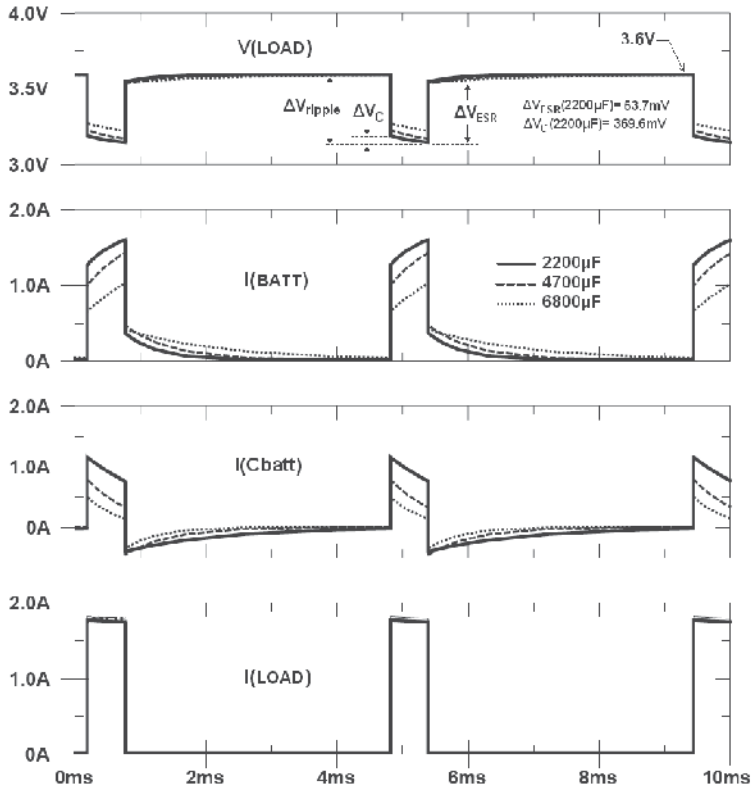 4.0V
V(LOAD)
3.6V
3.5V
ΔVripple
ΔVC
ΔVESR
ΔVESR(2200µF)= 53.7mV
ΔVC(2200µF)= 369.6mV
3.0V
2.0A
1.0A
I(BATT)
2200µF
4700µF
6800µF
0A
2.0A
1.0A
I(Cbatt)
0A
2.0A
1.0A
I(LOAD)
0A
0ms
2ms
4ms
6ms
8ms
10ms